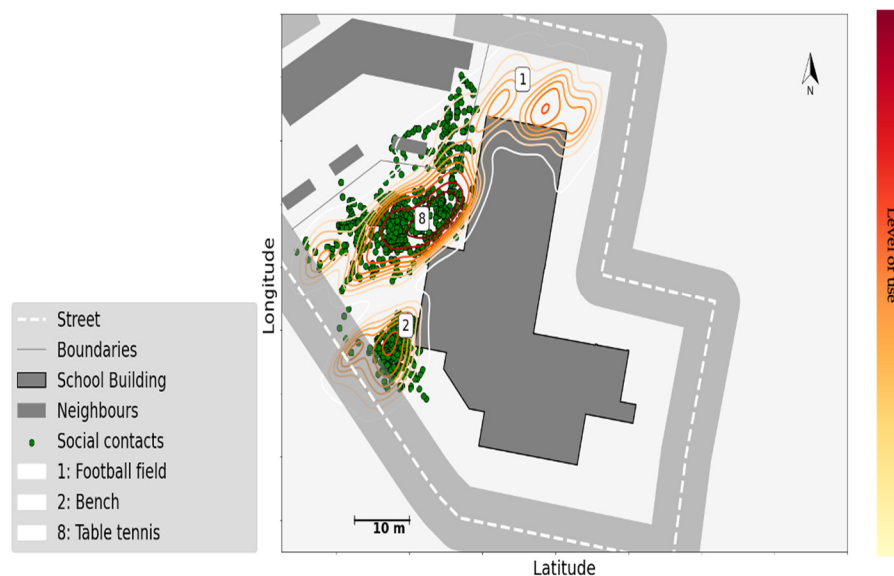 1
N
8
2
Longitude
Level of use
Street
Boundaries
School Building
Neighbours
Social contacts
1: Football field
2: Bench
8: Table tennis
10 m
Latitude